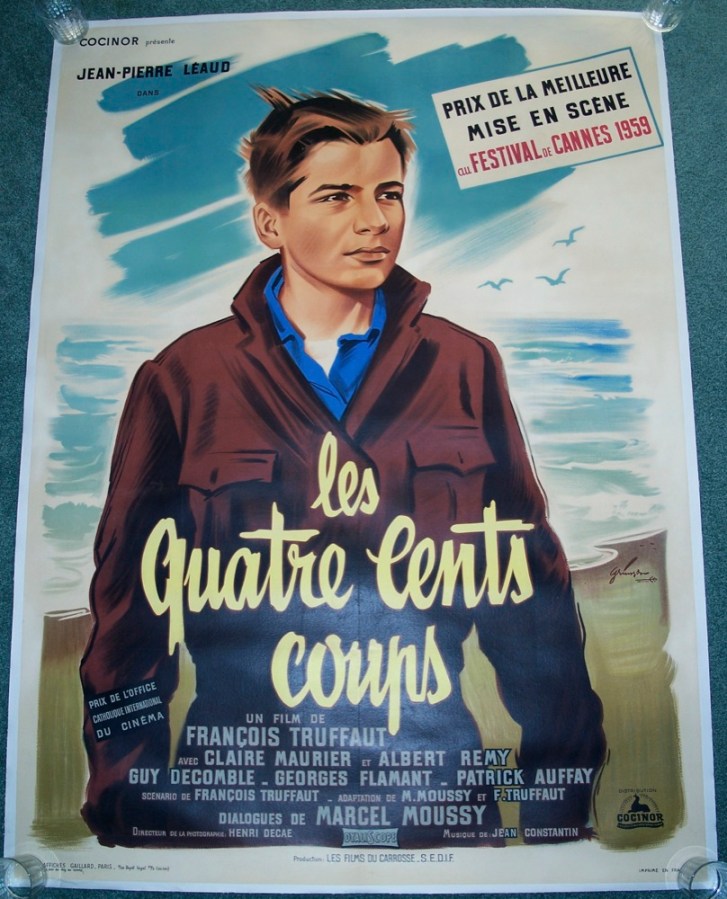 COCINOR présente
JEAN-PIERRE LÉAUD
DANS
PRIX DE LA MEILLEURE
MISE EN SCÈNE
au FESTIVAL DE CANNES 1959
les
quatre cents
coups
PRIX DE L'OFFICE
CATHOLIQUE INTERNATIONAL
DU CINÉMA
UN FILM DE
FRANÇOIS TRUFFAUT
AVEC CLAIRE MAURIER ET ALBERT REMY
GUY DECOMBLE - GEORGES FLAMANT - PATRICK AUFFAY
SCENARIO DE FRANÇOIS TRUFFAUT - ADAPTATION DE M. MOUSSY ET F. TRUFFAUT
DIALOGUES DE MARCEL MOUSSY
DIRECTEUR DE LA PHOTOGRAPHIE: HENRI DECAE
DYALISCOPE
MUSIQUE DE: JEAN CONSTANTIN
DISTRIBUTION
COCINOR
Production: LES FILMS DU CARROSSE - S.E.D.I.F.
AFFICHES GAILLARD, PARIS